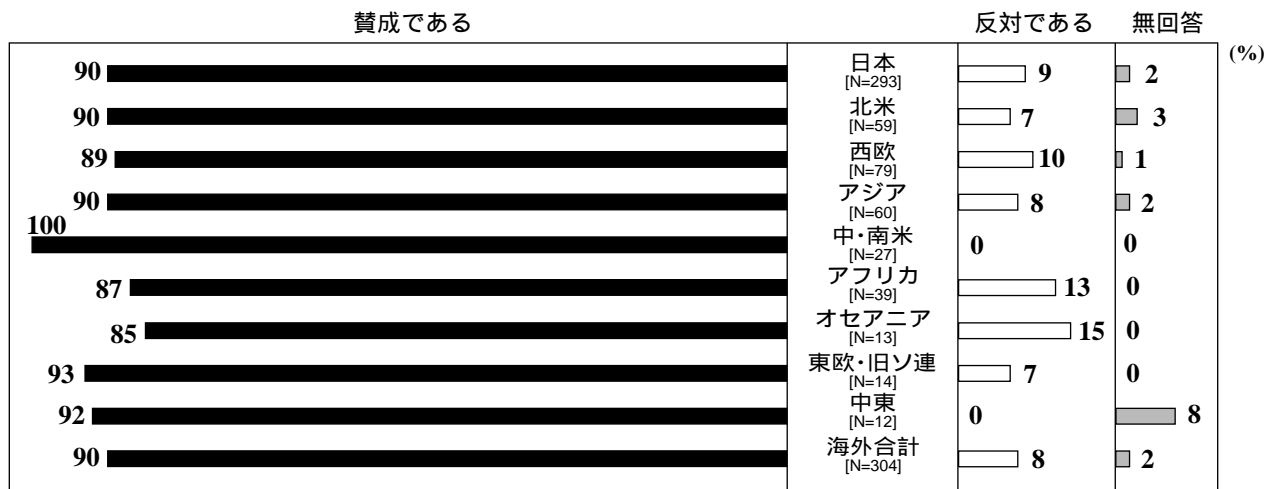 賛成である 反対である 無回答
(%)
90 日本 9 2
[N=293]
90 北米 7 3
[N=59]
89 西欧 10 1
[N=79]
90 アジア 8 2
[N=60]
100 中・南米 0 0
[N=27]
87 アフリカ 13 0
[N=39]
85 オセアニア 15 0
[N=13]
93 東欧・旧ソ連 7 0
[N=14]
92 中東 0 8
[N=12]
90 海外合計 8 2
[N=304]